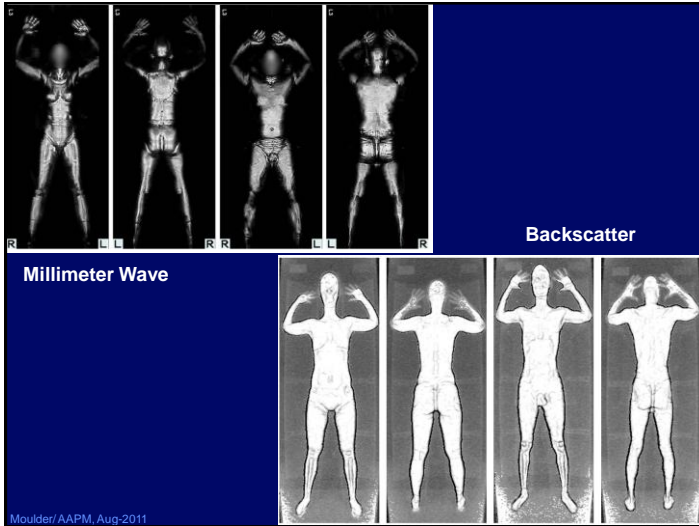 G G G G
R L L R R L L R
Backscatter
Millimeter Wave
Moulder/ AAPM, Aug-2011